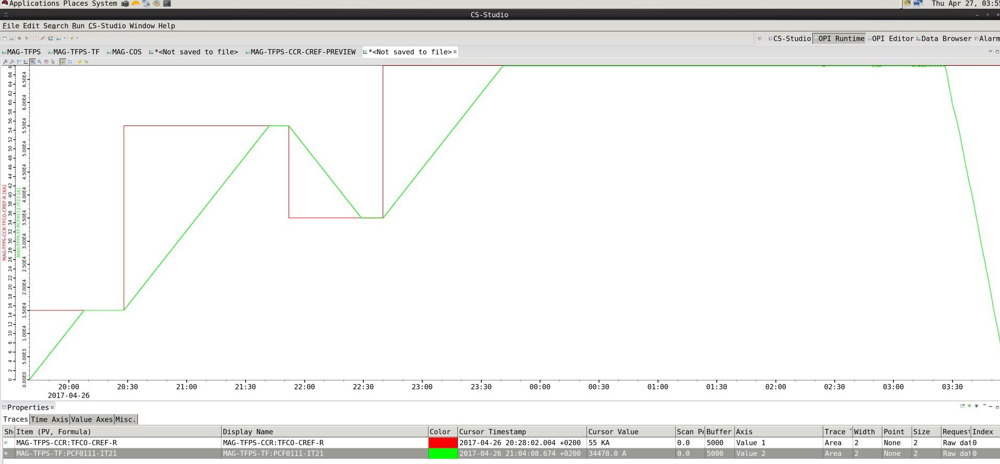 Applications Places System
Thu Apr 27, 03:55
CS-Studio
File Edit Search Run CS-Studio Window Help
CS-Studio OPI Runtime OPI Editor Data Browser Alarm
MAG-TFPS MAG-TFPS-TF MAG-COS *<Not saved to file> MAG-TFPS-CCR-CREF-PREVIEW *<Not saved to file>
MAG-TFPS-CCR:TFCO-CREF-R [KA]
6
66
64
62
60
58
56
54
52
50
48
46
44
42
40
38
36
34
32
30
28
26
24
22
20
18
16
14
12
10
8
6
4
2
0
MAG-TFPS-TF:PCF0111-IT21 [A]
6.50E4
6.00E4
5.50E4
5.00E4
4.50E4
4.00E4
3.50E4
3.00E4
2.50E4
2.00E4
1.50E4
1.00E4
5.00E3
0.00E0
20:00 20:30 21:00 21:30 22:00 22:30 23:00 23:30 00:00 00:30 01:00 01:30 02:00 02:30 03:00 03:30
2017-04-26
Properties
Traces Time Axis Value Axes Misc.
Sh Item (PV, Formula) Display Name Color Cursor Timestamp Cursor Value Scan Pe Buffer Axis Trace Width Point Size Request Index
MAG-TFPS-CCR:TFCO-CREF-R MAG-TFPS-CCR:TFCO-CREF-R 2017-04-26 20:28:02.004 +0200 55 KA 0.0 5000 Value 1 Area 2 None 2 Raw dat 0
MAG-TFPS-TF:PCF0111-IT21 MAG-TFPS-TF:PCF0111-IT21 2017-04-26 21:04:08.674 +0200 34478.0 A 0.0 5000 Value 2 Area 2 None 2 Raw dat 0